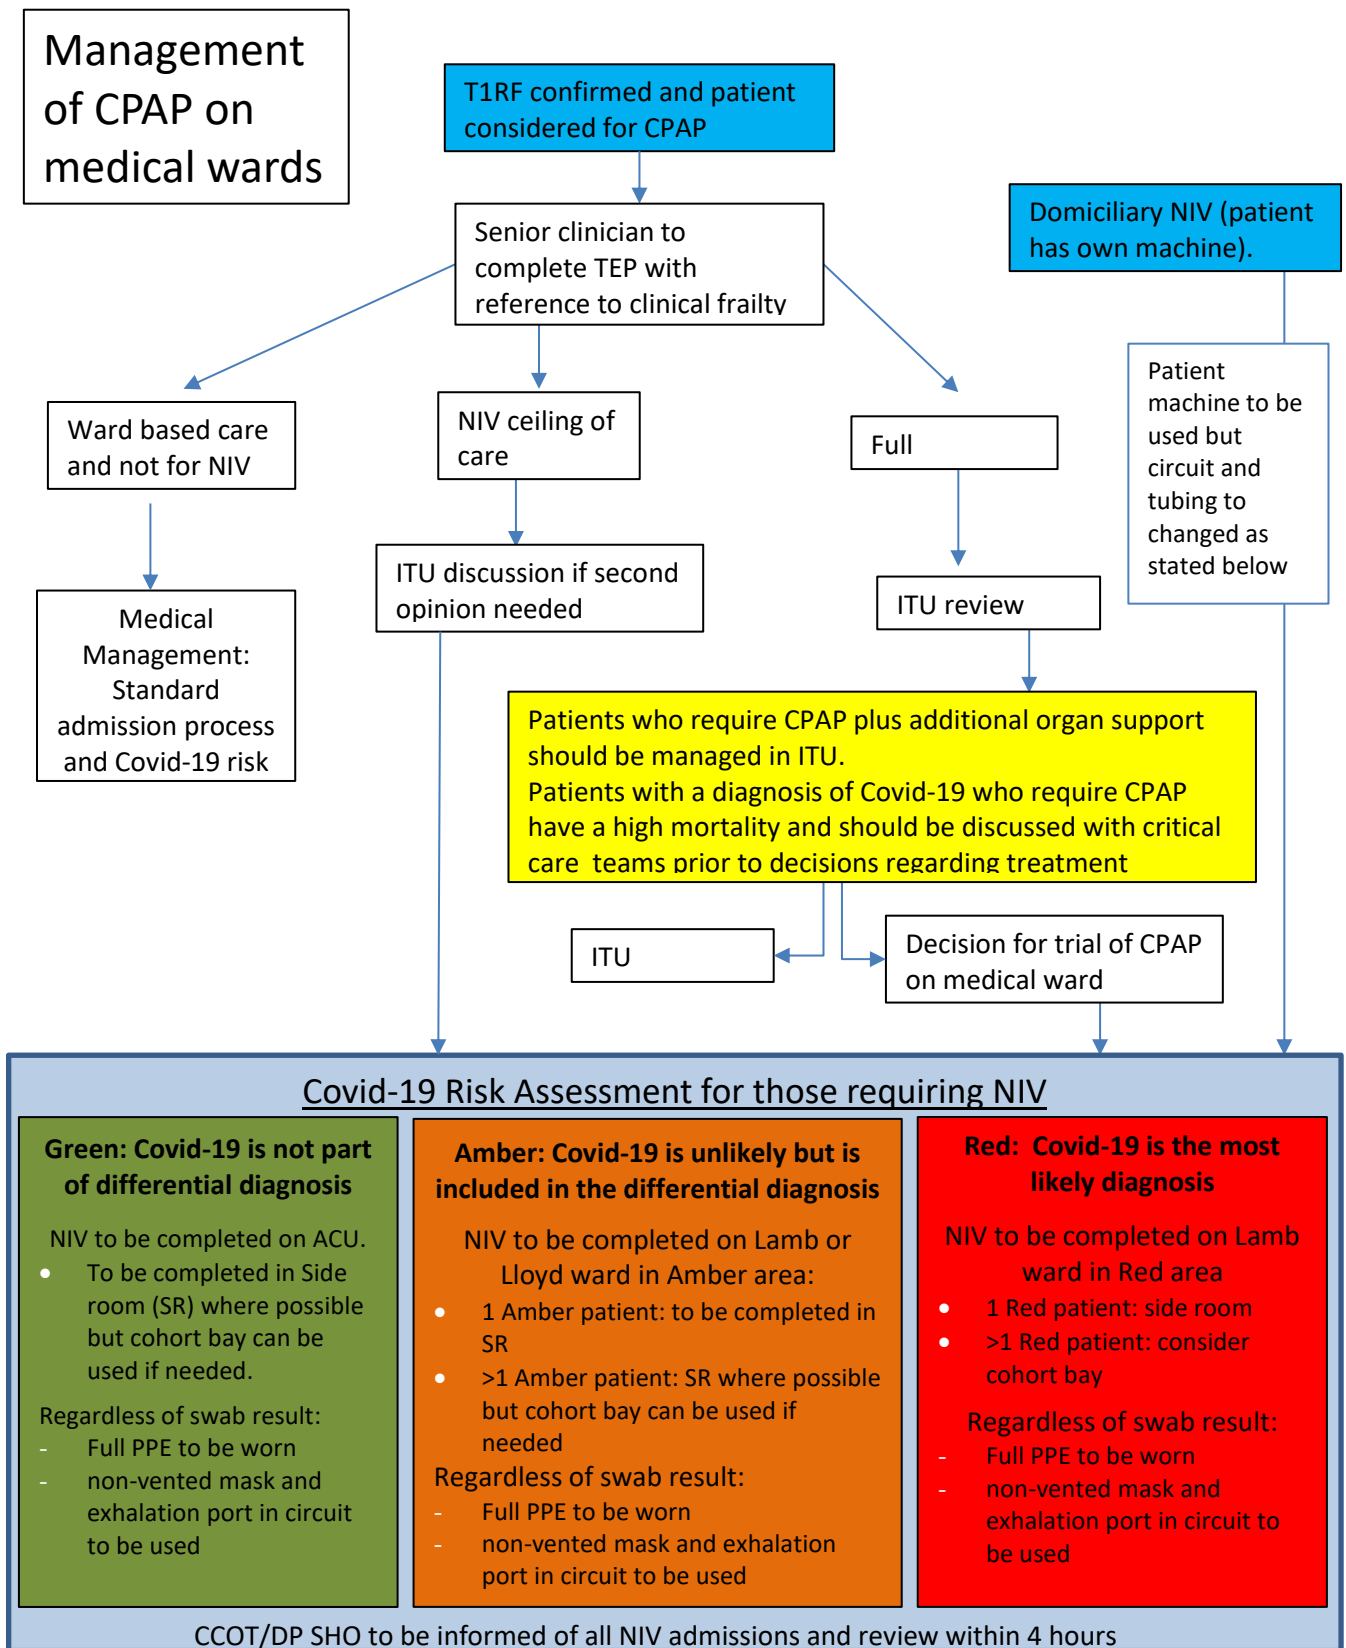 Management
of CPAP on
medical wards
T1RF confirmed and patient
considered for CPAP
Senior clinician to
complete TEP with
reference to clinical frailty
Domiciliary NIV (patient
has own machine).
Patient
machine to be
used but
circuit and
tubing to
changed as
stated below
Ward based care
and not for NIV
NIV ceiling of
care
Full
Medical
Management:
Standard
admission process
and Covid-19 risk
ITU discussion if second
opinion needed
ITU review
Patients who require CPAP plus additional organ support
should be managed in ITU.
Patients with a diagnosis of Covid-19 who require CPAP
have a high mortality and should be discussed with critical
care  teams prior to decisions regarding treatment
ITU
Decision for trial of CPAP
on medical ward
Covid-19 Risk Assessment for those requiring NIV
Green: Covid-19 is not part
of differential diagnosis
NIV to be completed on ACU.
• To be completed in Side
room (SR) where possible
but cohort bay can be
used if needed.
Regardless of swab result:
- Full PPE to be worn
- non-vented mask and
exhalation port in circuit
to be used
Amber: Covid-19 is unlikely but is
included in the differential diagnosis
NIV to be completed on Lamb or
Lloyd ward in Amber area:
• 1 Amber patient: to be completed in
SR
• >1 Amber patient: SR where possible
but cohort bay can be used if
needed
Regardless of swab result:
- Full PPE to be worn
- non-vented mask and exhalation
port in circuit to be used
Red:  Covid-19 is the most
likely diagnosis
NIV to be completed on Lamb
ward in Red area
• 1 Red patient: side room
• >1 Red patient: consider
cohort bay
Regardless of swab result:
- Full PPE to be worn
- non-vented mask and
exhalation port in circuit to
be used
CCOT/DP SHO to be informed of all NIV admissions and review within 4 hours